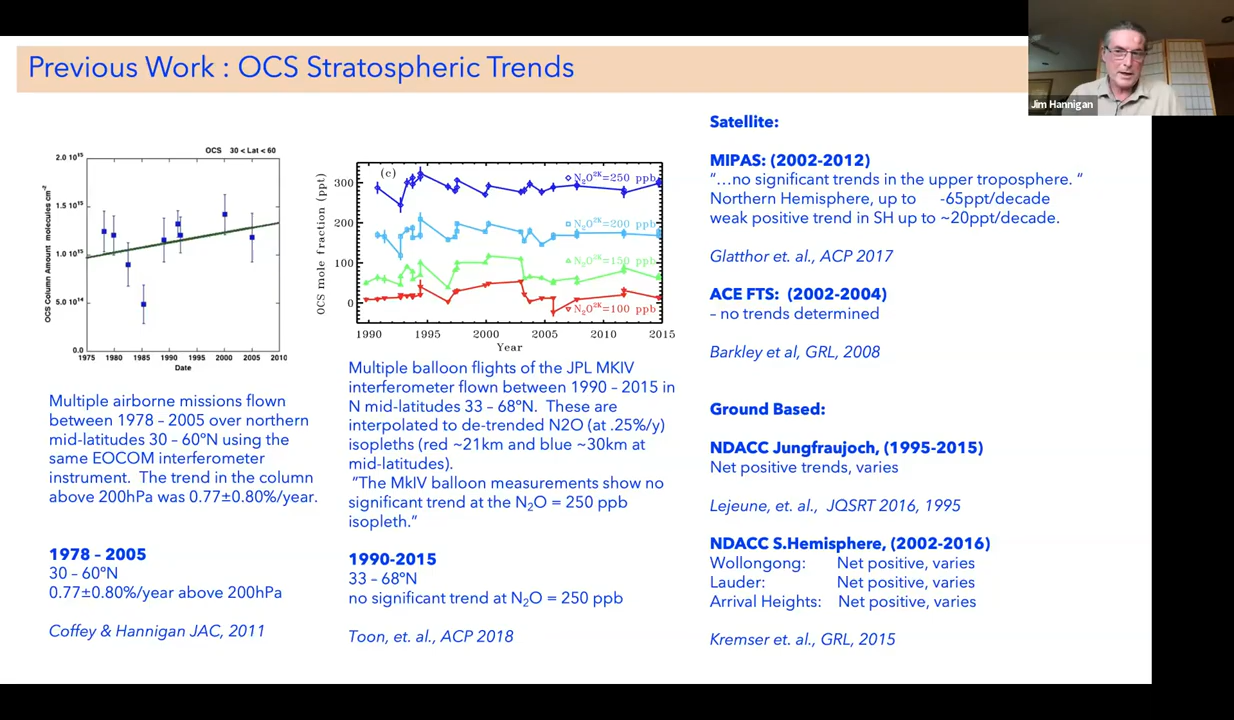 Previous Work : OCS Stratospheric Trends
Jim Hannigan
OCS 30 < Lat < 60
OCS Column Amount molecules cm⁻²
2.0 10¹⁵
1.5 10¹⁵
1.0 10¹⁵
5.0 10¹⁴
0.0
1975 1980 1985 1990 1995 2000 2005 2010
Date
Multiple airborne missions flown
between 1978 – 2005 over northern
mid-latitudes 30 – 60ºN using the
same EOCOM interferometer
instrument. The trend in the column
above 200hPa was 0.77±0.80%/year.
1978 – 2005
30 – 60ºN
0.77±0.80%/year above 200hPa
Coffey & Hannigan JAC, 2011
(c)
OCS mole fraction (ppt)
300
200
100
0
N₂O²ᴷ=250 ppb
N₂O²ᴷ=200 ppb
N₂O²ᴷ=150 ppb
N₂O²ᴷ=100 ppb
1990 1995 2000 2005 2010 2015
Year
Multiple balloon flights of the JPL MKIV
interferometer flown between 1990 – 2015 in
N mid-latitudes 33 – 68ºN. These are
interpolated to de-trended N2O (at .25%/y)
isopleths (red ~21km and blue ~30km at
mid-latitudes).
"The MkIV balloon measurements show no
significant trend at the N₂O = 250 ppb
isopleth."
1990-2015
33 – 68ºN
no significant trend at N₂O = 250 ppb
Toon, et. al., ACP 2018
Satellite:
MIPAS: (2002-2012)
"…no significant trends in the upper troposphere. "
Northern Hemisphere, up to -65ppt/decade
weak positive trend in SH up to ~20ppt/decade.
Glatthor et. al., ACP 2017
ACE FTS: (2002-2004)
– no trends determined
Barkley et al, GRL, 2008
Ground Based:
NDACC Jungfraujoch, (1995-2015)
Net positive trends, varies
Lejeune, et. al., JQSRT 2016, 1995
NDACC S.Hemisphere, (2002-2016)
Wollongong: Net positive, varies
Lauder: Net positive, varies
Arrival Heights: Net positive, varies
Kremser et. al., GRL, 2015